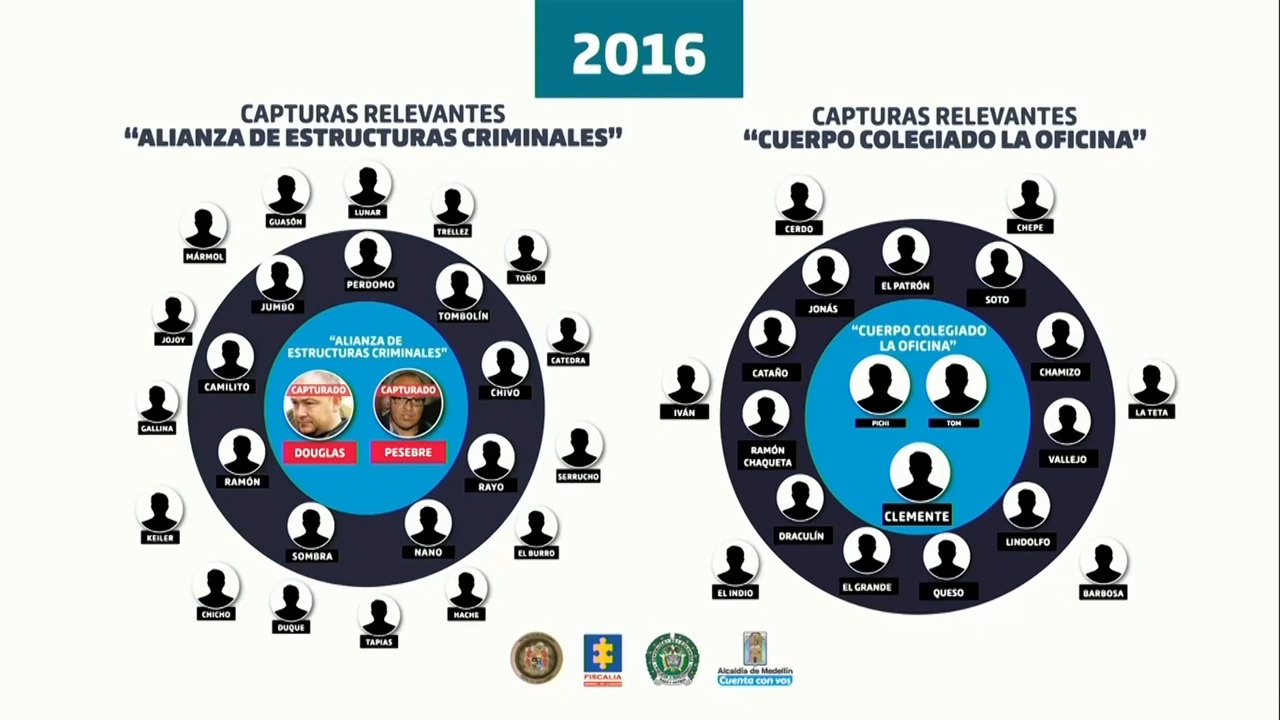 2016
CAPTURAS RELEVANTES
“ALIANZA DE ESTRUCTURAS CRIMINALES”
GUASÓN
LUNAR
TRELLEZ
MÁRMOL
TOÑO
PERDOMO
JUMBO
TOMBOLÍN
JOJOY
CATEDRA
CAMILITO
CHIVO
“ALIANZA DE
ESTRUCTURAS CRIMINALES”
CAPTURADO
CAPTURADO
DOUGLAS
PESEBRE
GALLINA
SERRUCHO
RAMÓN
RAYO
KEILER
SOMBRA
NANO
EL BURRO
CHICHO
DUQUE
TAPIAS
HACHE
CAPTURAS RELEVANTES
“CUERPO COLEGIADO LA OFICINA”
CERDO
CHEPE
EL PATRÓN
JONÁS
SOTO
“CUERPO COLEGIADO
LA OFICINA”
CATAÑO
CHAMIZO
IVÁN
PICHI
TOM
LA TETA
RAMÓN
CHAQUETA
VALLEJO
CLEMENTE
DRACULÍN
LINDOLFO
EL GRANDE
QUESO
EL INDIO
BARBOSA
FISCALIA
Alcaldía de Medellín
Cuenta con vos